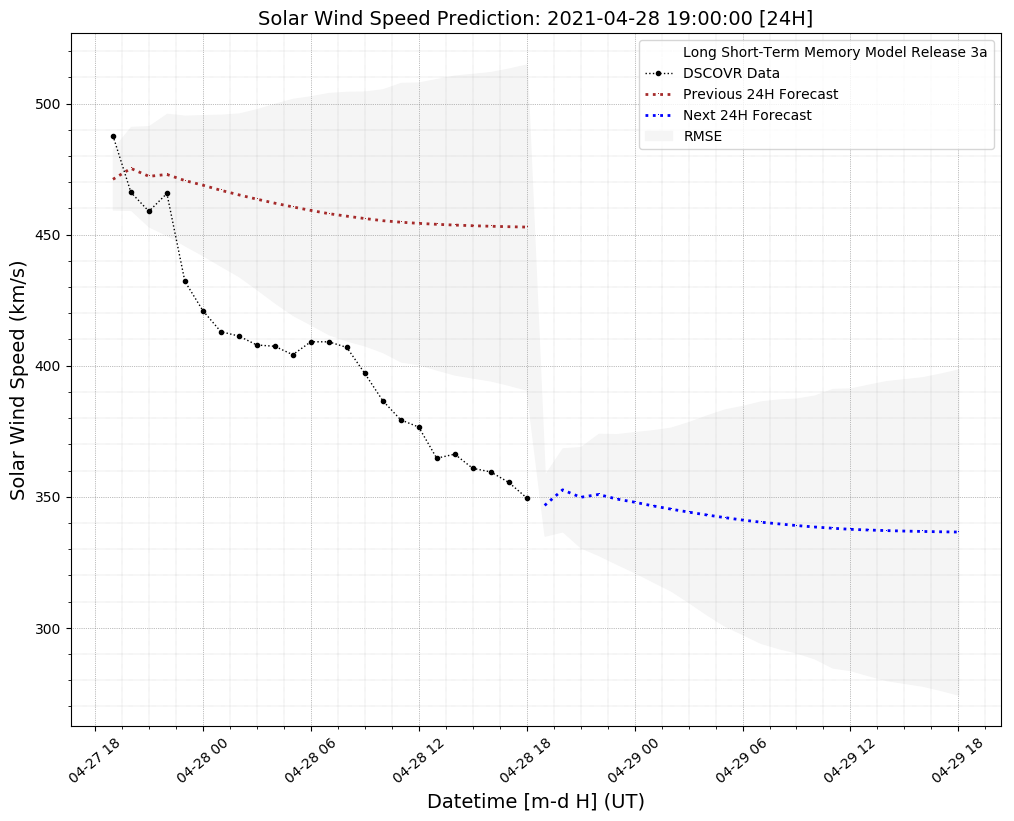 Solar Wind Speed Prediction: 2021-04-28 19:00:00 [24H]
Long Short-Term Memory Model Release 3a
DSCOVR Data
Previous 24H Forecast
Next 24H Forecast
RMSE
Solar Wind Speed (km/s)
500
450
400
350
300
04-27 18
04-28 00
04-28 06
04-28 12
04-28 18
04-29 00
04-29 06
04-29 12
04-29 18
Datetime [m-d H] (UT)